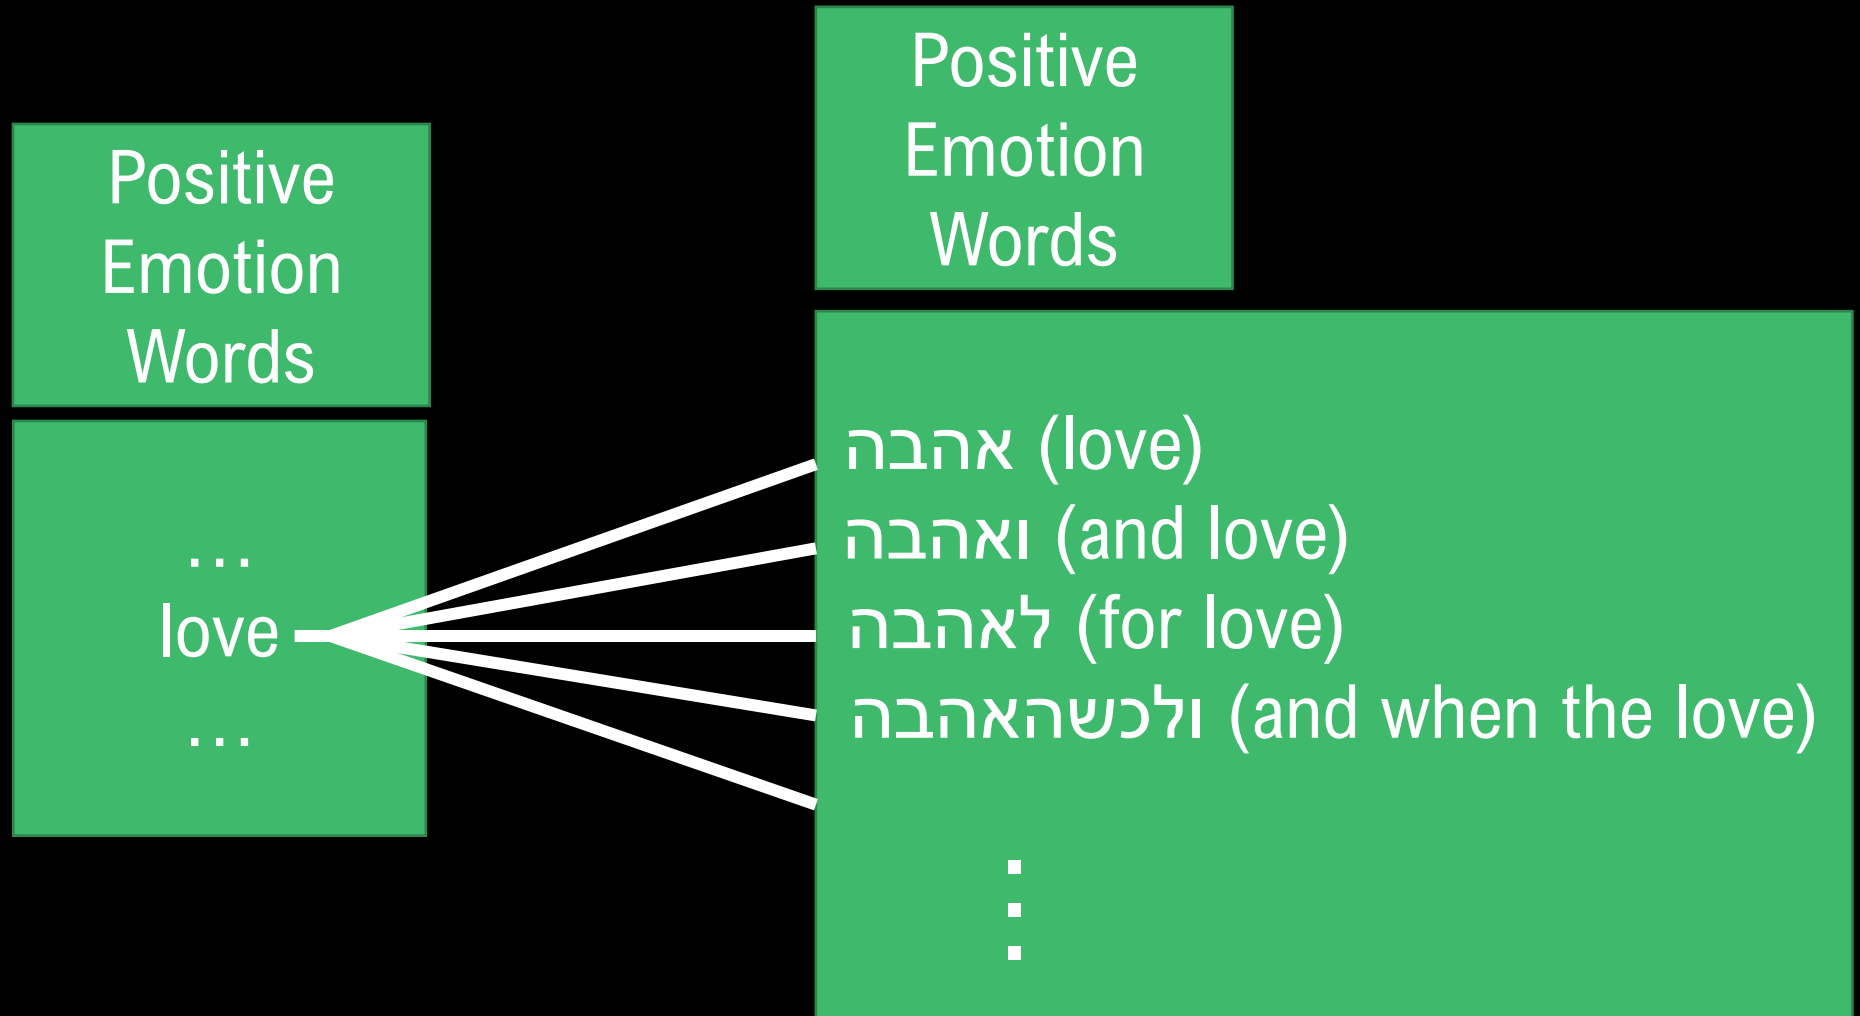 Positive
Emotion
Words
…
love
…
Positive
Emotion
Words
אהבה (love)
ואהבה (and love)
לאהבה (for love)
ולכשהאהבה (and when the love)